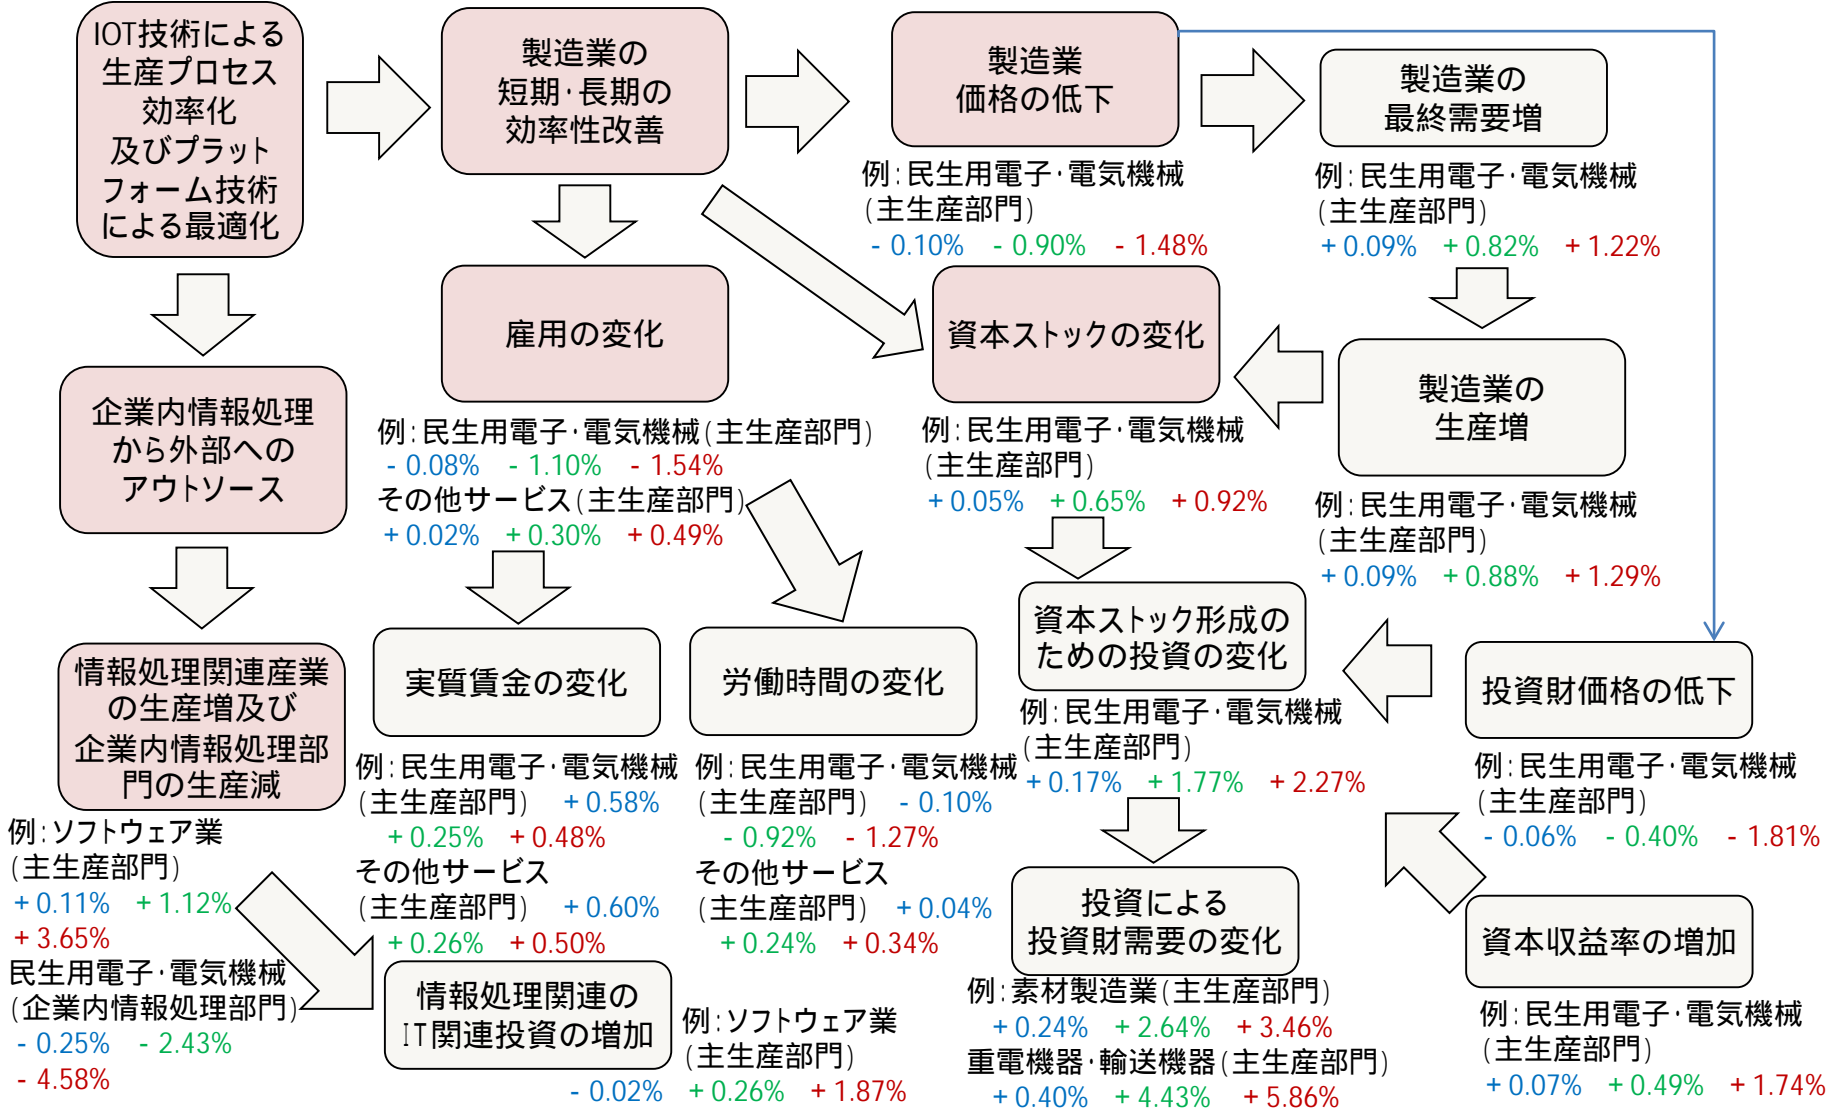 IOT技術による
生産プロセス
効率化
及びプラット
フォーム技術
による最適化
製造業の
短期・長期の
効率性改善
製造業
価格の低下
例:民生用電子・電気機械
(主生産部門)
- 0.10% - 0.90% - 1.48%
製造業の
最終需要増
例:民生用電子・電気機械
(主生産部門)
+ 0.09% + 0.82% + 1.22%
雇用の変化
例:民生用電子・電気機械(主生産部門)
- 0.08% - 1.10% - 1.54%
その他サービス(主生産部門)
+ 0.02% + 0.30% + 0.49%
資本ストックの変化
例:民生用電子・電気機械
(主生産部門)
+ 0.05% + 0.65% + 0.92%
製造業の
生産増
例:民生用電子・電気機械
(主生産部門)
+ 0.09% + 0.88% + 1.29%
企業内情報処理
から外部への
アウトソース
情報処理関連産業
の生産増及び
企業内情報処理部
門の生産減
例:ソフトウェア業
(主生産部門)
+ 0.11% + 1.12%
+ 3.65%
民生用電子・電気機械
(企業内情報処理部門)
- 0.25% - 2.43%
- 4.58%
実質賃金の変化
例:民生用電子・電気機械
(主生産部門) + 0.58%
+ 0.25% + 0.48%
その他サービス
(主生産部門) + 0.60%
+ 0.26% + 0.50%
労働時間の変化
例:民生用電子・電気機械
(主生産部門) - 0.10%
- 0.92% - 1.27%
その他サービス
(主生産部門) + 0.04%
+ 0.24% + 0.34%
資本ストック形成の
ための投資の変化
例:民生用電子・電気機械
(主生産部門)
+ 0.17% + 1.77% + 2.27%
投資財価格の低下
例:民生用電子・電気機械
(主生産部門)
- 0.06% - 0.40% - 1.81%
情報処理関連の
IT関連投資の増加
例:ソフトウェア業
(主生産部門)
- 0.02% + 0.26% + 1.87%
投資による
投資財需要の変化
例:素材製造業(主生産部門)
+ 0.24% + 2.64% + 3.46%
重電機器・輸送機器(主生産部門)
+ 0.40% + 4.43% + 5.86%
資本収益率の増加
例:民生用電子・電気機械
(主生産部門)
+ 0.07% + 0.49% + 1.74%